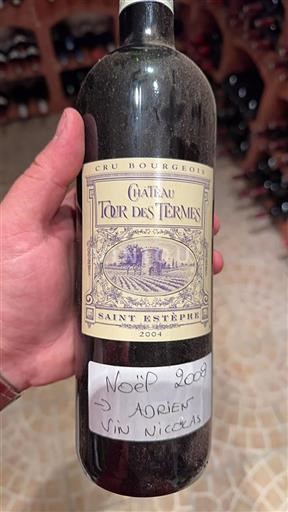 CRU BOURGEOIS
CHATEAU
TOUR DES TERMES
SAINT ESTÈPHE
2004
NOËL 2009
→ ADRIEN
VIN NICOLAS